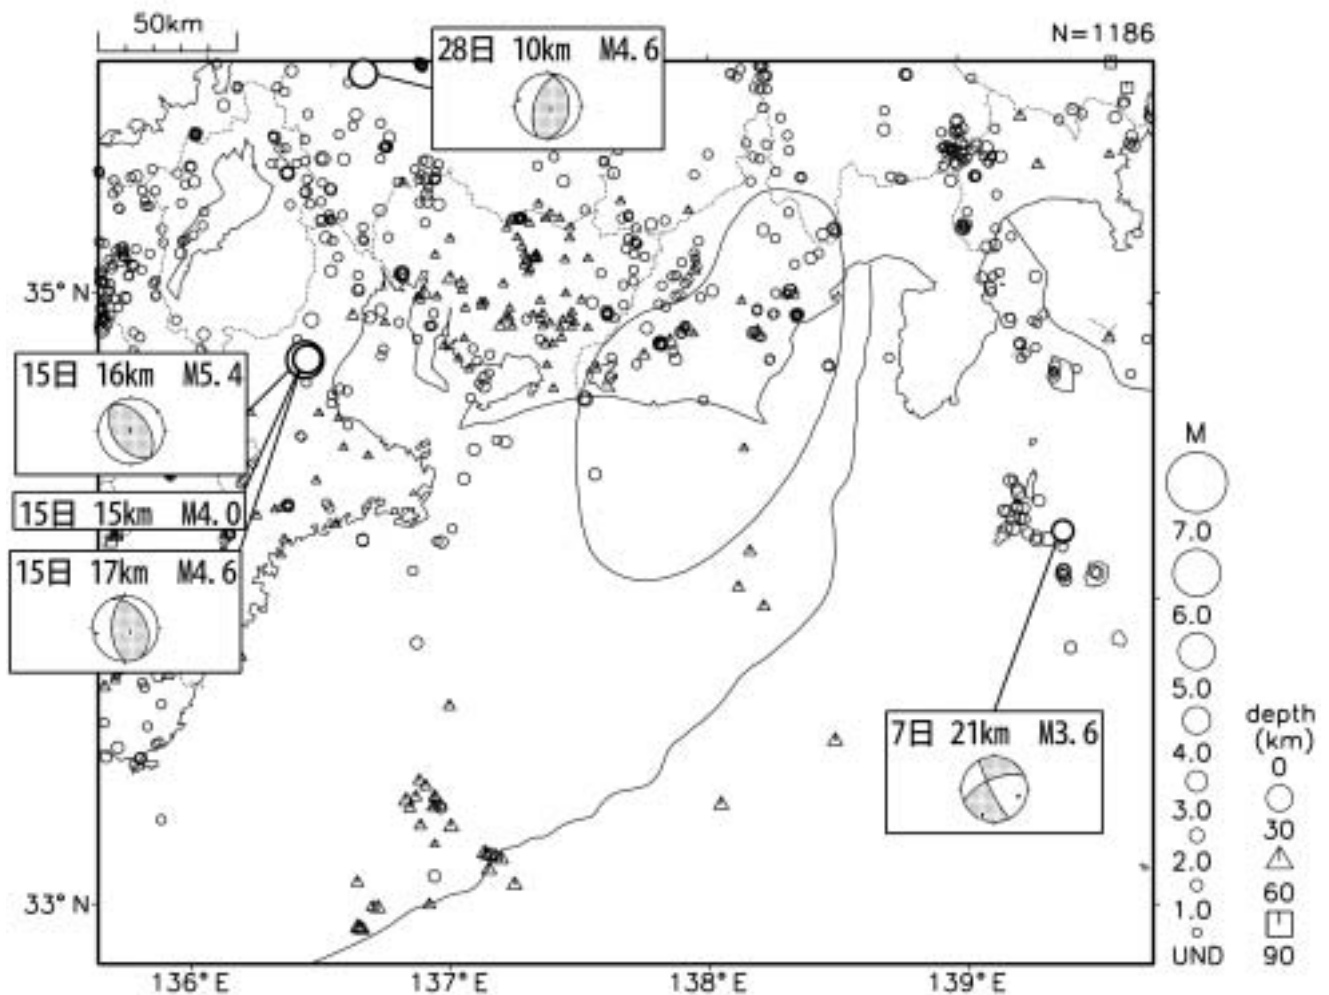 50km
N=1186
28日 10km M4.6
35°N
15日 16km M5.4
15日 15km M4.0
15日 17km M4.6
7日 21km M3.6
33°N
136°E
137°E
138°E
139°E
M
7.0
6.0
5.0
4.0
3.0
2.0
1.0
UND
depth
(km)
0
30
60
90